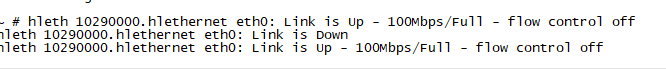 ~ # hleth 10290000.hlethernet eth0: Link is Up - 100Mbps/Full - flow control off
hleth 10290000.hlethernet eth0: Link is Down
hleth 10290000.hlethernet eth0: Link is Up - 100Mbps/Full - flow control off